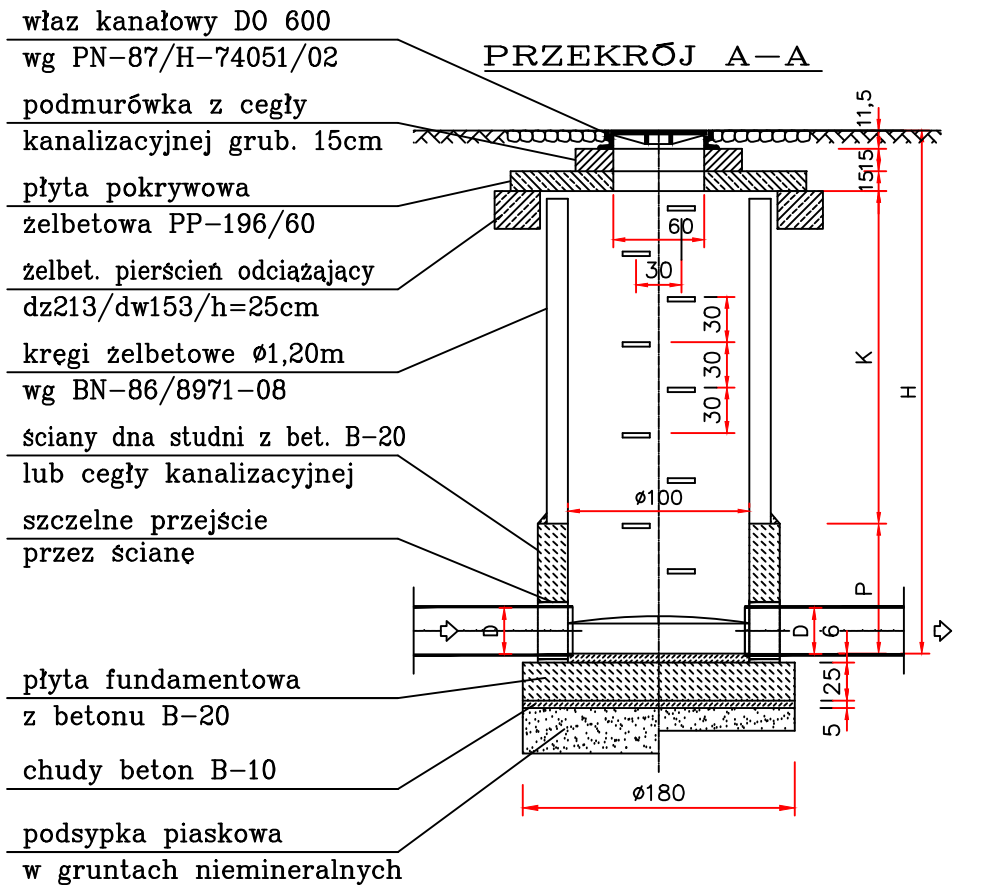 właz kanałowy DO 600
wg PN-87/H-74051/02
PRZEKRÓJ A-A
podmurówka z cegły
kanalizacyjnej grub. 15cm
płyta pokrywowa
żelbetowa PP-196/60
żelbet. pierścień odciążający
dz213/dw153/h=25cm
kręgi żelbetowe ø1,20m
wg BN-86/8971-08
ściany dna studni z bet. B-20
lub cegły kanalizacyjnej
szczelne przejście
przez ścianę
płyta fundamentowa
z betonu B-20
chudy beton B-10
podsypka piaskowa
w gruntach niemineralnych
11,5
15
15
60
30
30
30
30
K
H
ø100
P
D
D
6
25
5
ø180